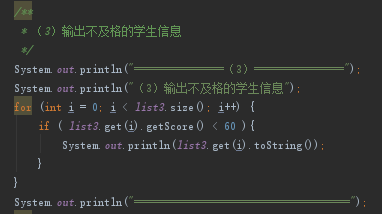 /**
 * （3）输出不及格的学生信息
 */
System.out.println("===============（3）===============");
System.out.println("（3）输出不及格的学生信息");
for (int i = 0; i < list3.size(); i++) {
    if ( list3.get(i).getScore() < 60 ){
        System.out.println(list3.get(i).toString());
    }
}
System.out.println("====================================");